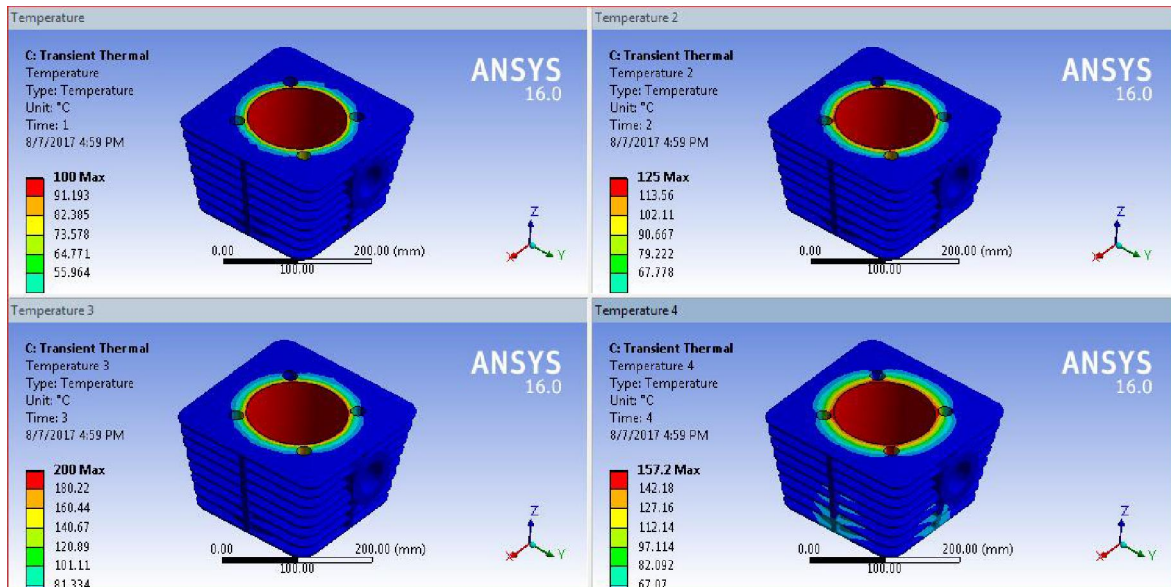 Temperature
C: Transient Thermal
Temperature
Type: Temperature
Unit: °C
Time: 1
8/7/2017 4:59 PM
100 Max
91.193
82.385
73.578
64.771
55.964
ANSYS
16.0
0.00 200.00 (mm)
100.00
Z
X Y
Temperature 2
C: Transient Thermal
Temperature 2
Type: Temperature
Unit: °C
Time: 2
8/7/2017 4:59 PM
125 Max
113.56
102.11
90.667
79.222
67.778
ANSYS
16.0
0.00 200.00 (mm)
100.00
Z
X Y
Temperature 3
C: Transient Thermal
Temperature 3
Type: Temperature
Unit: °C
Time: 3
8/7/2017 4:59 PM
200 Max
180.22
160.44
140.67
120.89
101.11
81.334
ANSYS
16.0
0.00 200.00 (mm)
100.00
Z
X Y
Temperature 4
C: Transient Thermal
Temperature 4
Type: Temperature
Unit: °C
Time: 4
8/7/2017 4:59 PM
157.2 Max
142.18
127.16
112.14
97.114
82.092
67.07
ANSYS
16.0
0.00 200.00 (mm)
100.00
Z
X Y